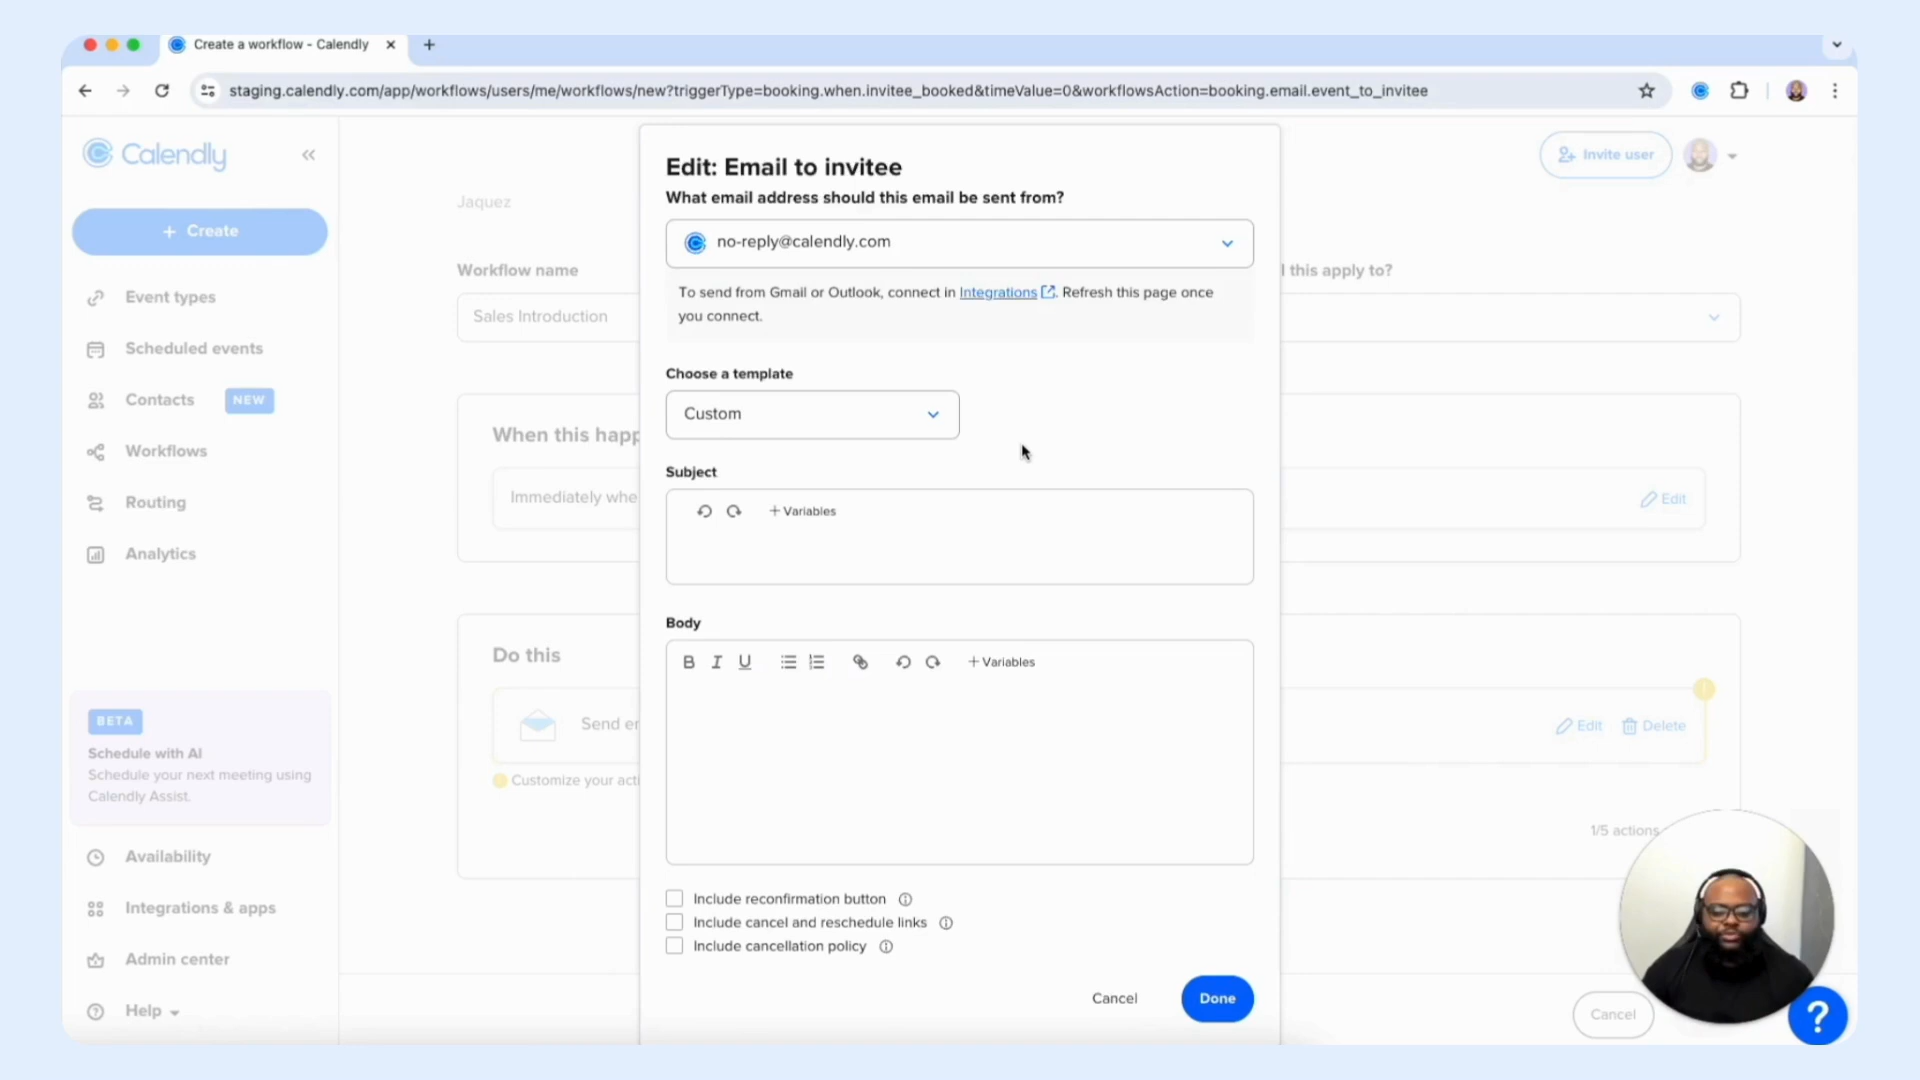 Create a workflow - Calendly
staging.calendly.com/app/workflows/users/me/workflows/new?triggerType=booking.when.invitee_booked&timeValue=0&workflowsAction=booking.email.event_to_invitee
Calendly
+ Create
Event types
Scheduled events
Contacts NEW
Workflows
Routing
Analytics
BETA
Schedule with AI
Schedule your next meeting using
Calendly Assist.
Availability
Integrations & apps
Admin center
Help
Invite user
Jaquez
Workflow name
this apply to?
Sales Introduction
When this happ
Immediately whe
Edit
Do this
Send er
Edit Delete
Customize your acti
1/5 actions
Cancel
?
Edit: Email to invitee
What email address should this email be sent from?
no-reply@calendly.com
To send from Gmail or Outlook, connect in Integrations. Refresh this page once
you connect.
Choose a template
Custom
Subject
+ Variables
Body
B I U + Variables
Include reconfirmation button
Include cancel and reschedule links
Include cancellation policy
Cancel Done